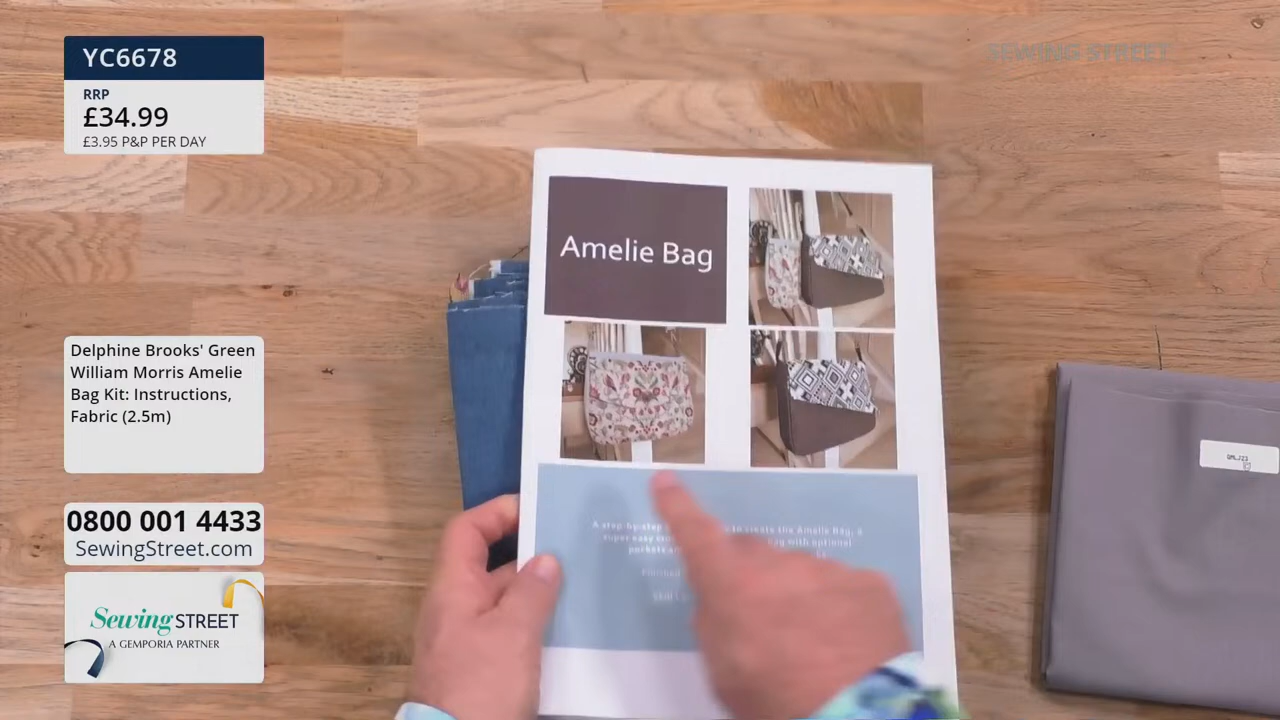 YC6678
RRP
£34.99
£3.95 P&P PER DAY
SEWING STREET
Amelie Bag
Delphine Brooks' Green
William Morris Amelie
Bag Kit: Instructions,
Fabric (2.5m)
A step-by-step to create the Amelie Bag, a
super easy bag with optional
Finished
0800 001 4433
SewingStreet.com
Sewing STREET
A GEMPORIA PARTNER